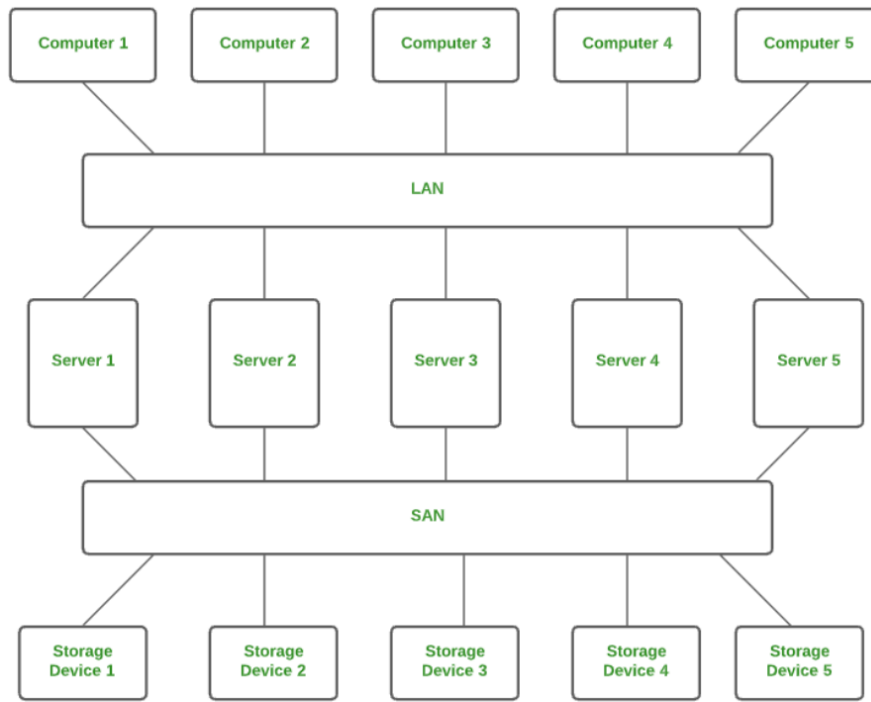 Computer 1
Computer 2
Computer 3
Computer 4
Computer 5
LAN
Server 1
Server 2
Server 3
Server 4
Server 5
SAN
Storage
Device 1
Storage
Device 2
Storage
Device 3
Storage
Device 4
Storage
Device 5